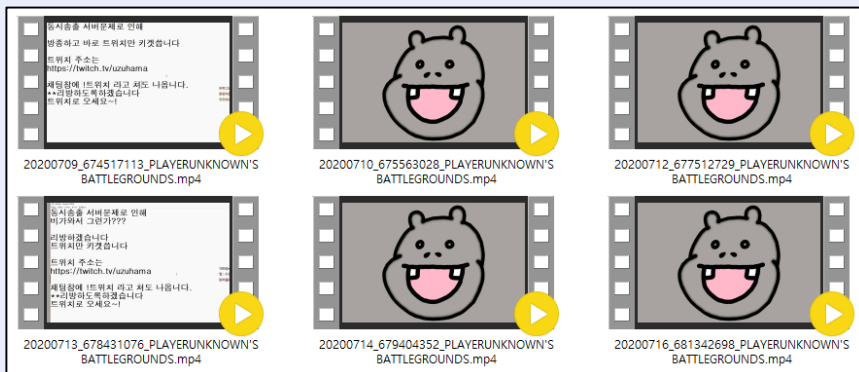 동시송출 서버문제로 인해
방종하고 바로 트위치만 키겟씁니다
트위치 주소는
https://twitch.tv/uzuhama
채팅창에 !트위치 라고 쳐도 나옵니다.
**리방하도록하겠습니다
트위치로 오세요~!
20200709_674517113_PLAYERUNKNOWN'S
BATTLEGROUNDS.mp4
20200710_675563028_PLAYERUNKNOWN'S
BATTLEGROUNDS.mp4
20200712_677512729_PLAYERUNKNOWN'S
BATTLEGROUNDS.mp4
동시송출 서버문제로 인해
비가와서 그런가???
리방하겠습니다
트위치만 키겟씁니다
트위치 주소는
https://twitch.tv/uzuhama
채팅창에 !트위치 라고 쳐도 나옵니다.
**리방하도록하겠습니다
트위치로 오세요~!
20200713_678431076_PLAYERUNKNOWN'S
BATTLEGROUNDS.mp4
20200714_679404352_PLAYERUNKNOWN'S
BATTLEGROUNDS.mp4
20200716_681342698_PLAYERUNKNOWN'S
BATTLEGROUNDS.mp4